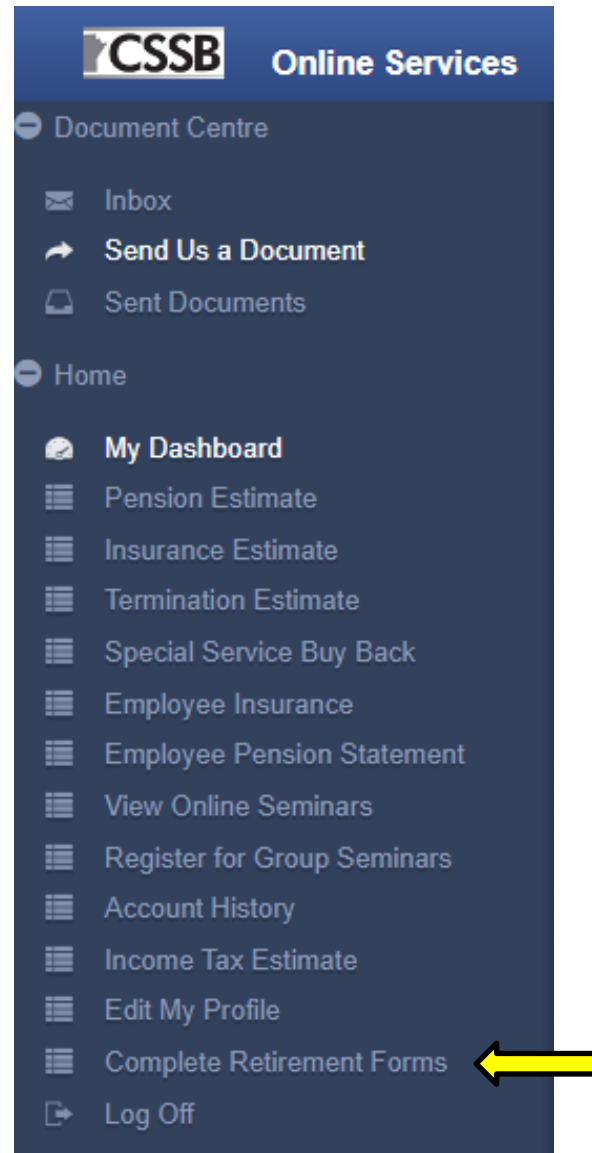 CSSB Online Services
Document Centre
Inbox
Send Us a Document
Sent Documents
Home
My Dashboard
Pension Estimate
Insurance Estimate
Termination Estimate
Special Service Buy Back
Employee Insurance
Employee Pension Statement
View Online Seminars
Register for Group Seminars
Account History
Income Tax Estimate
Edit My Profile
Complete Retirement Forms
Log Off